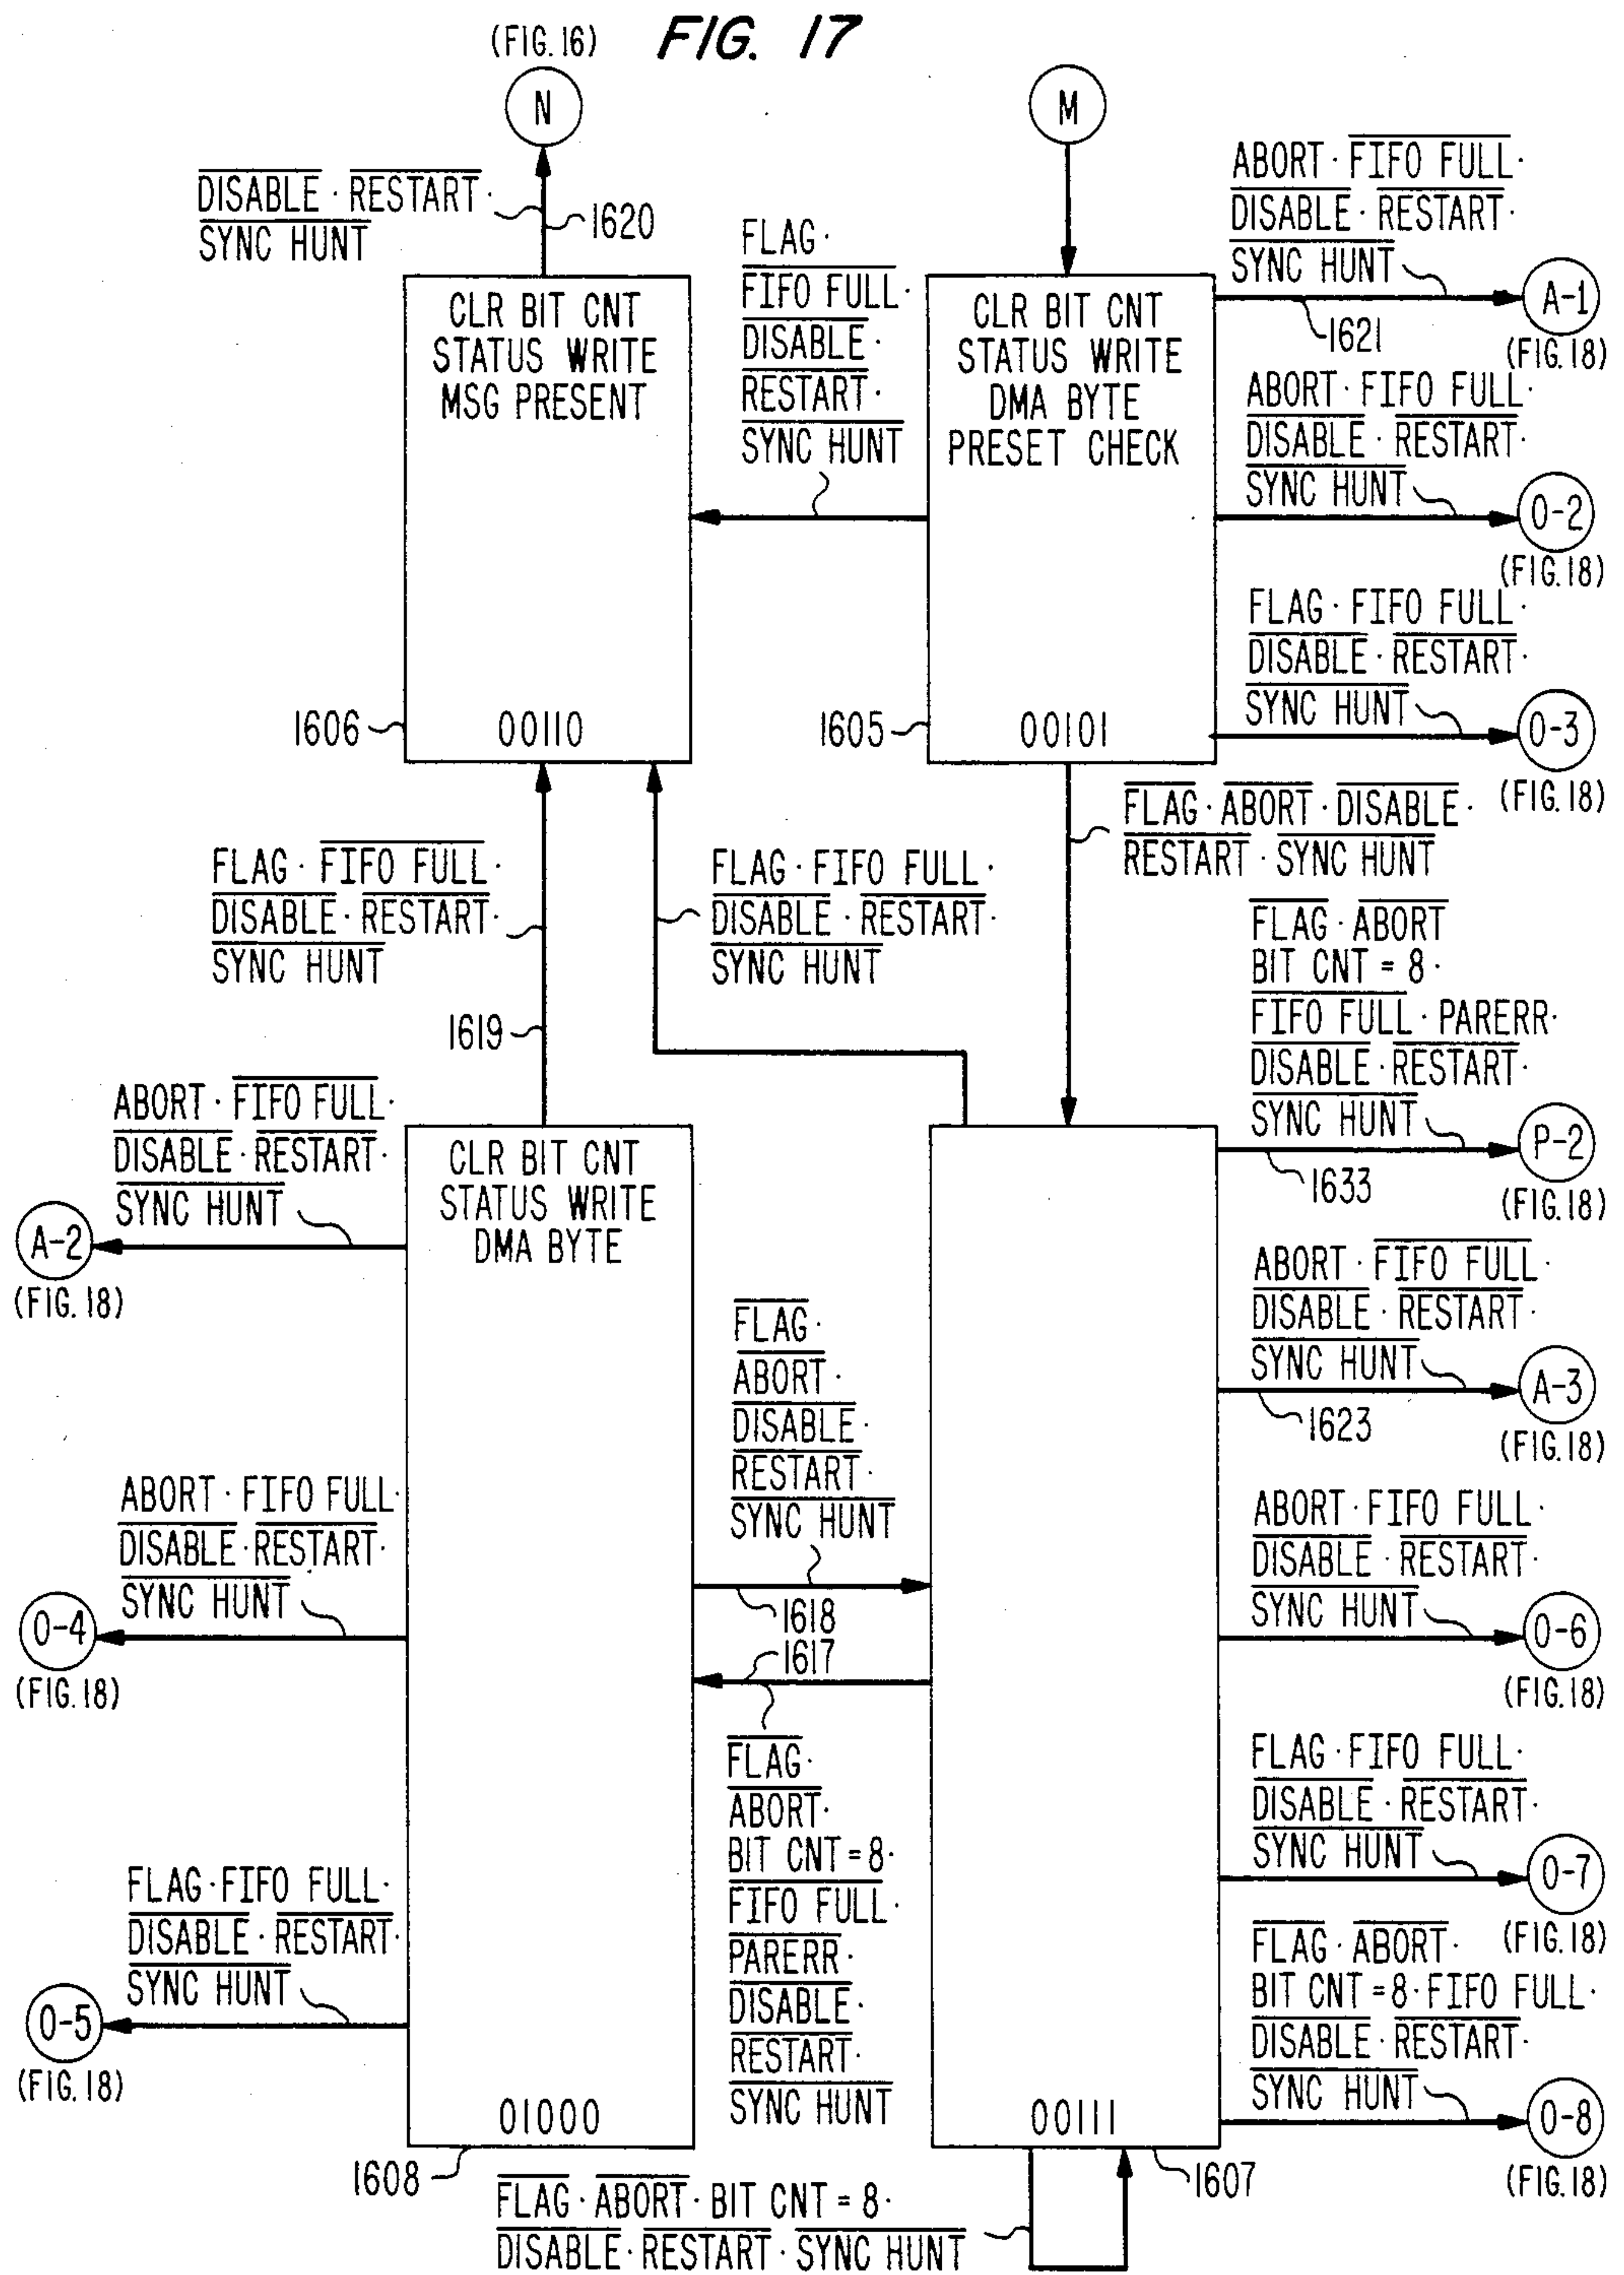 FIG. 17
(FIG. 16)
N
M
DISABLE · RESTART ·
SYNC HUNT
1620
CLR BIT CNT
STATUS WRITE
MSG PRESENT
00110
1606
FLAG ·
FIFO FULL ·
DISABLE ·
RESTART ·
SYNC HUNT
CLR BIT CNT
STATUS WRITE
DMA BYTE
PRESET CHECK
00101
1605
ABORT · FIFO FULL ·
DISABLE · RESTART ·
SYNC HUNT
1621
A-1
(FIG. 18)
ABORT · FIFO FULL ·
DISABLE · RESTART ·
SYNC HUNT
O-2
(FIG. 18)
FLAG · FIFO FULL ·
DISABLE · RESTART ·
SYNC HUNT
O-3
(FIG. 18)
FLAG · ABORT · DISABLE ·
RESTART · SYNC HUNT
FLAG · FIFO FULL ·
DISABLE · RESTART ·
SYNC HUNT
1619
FLAG · FIFO FULL ·
DISABLE · RESTART ·
SYNC HUNT
FLAG · ABORT
BIT CNT = 8 ·
FIFO FULL · PARERR ·
DISABLE · RESTART ·
SYNC HUNT
1633
P-2
(FIG. 18)
ABORT · FIFO FULL ·
DISABLE · RESTART ·
SYNC HUNT
A-2
(FIG. 18)
CLR BIT CNT
STATUS WRITE
DMA BYTE
ABORT · FIFO FULL ·
DISABLE · RESTART ·
SYNC HUNT
1623
A-3
(FIG. 18)
FLAG ·
ABORT ·
DISABLE ·
RESTART ·
SYNC HUNT
1618
1617
ABORT · FIFO FULL ·
DISABLE · RESTART ·
SYNC HUNT
O-4
(FIG. 18)
ABORT · FIFO FULL ·
DISABLE · RESTART ·
SYNC HUNT
O-6
(FIG. 18)
FLAG ·
ABORT ·
BIT CNT = 8 ·
FIFO FULL ·
PARERR ·
DISABLE ·
RESTART ·
SYNC HUNT
FLAG · FIFO FULL ·
DISABLE · RESTART ·
SYNC HUNT
O-7
(FIG. 18)
FLAG · FIFO FULL ·
DISABLE · RESTART ·
SYNC HUNT
O-5
(FIG. 18)
FLAG · ABORT ·
BIT CNT = 8 · FIFO FULL ·
DISABLE · RESTART ·
SYNC HUNT
O-8
(FIG. 18)
01000
1608
00111
1607
FLAG · ABORT · BIT CNT = 8 ·
DISABLE · RESTART · SYNC HUNT